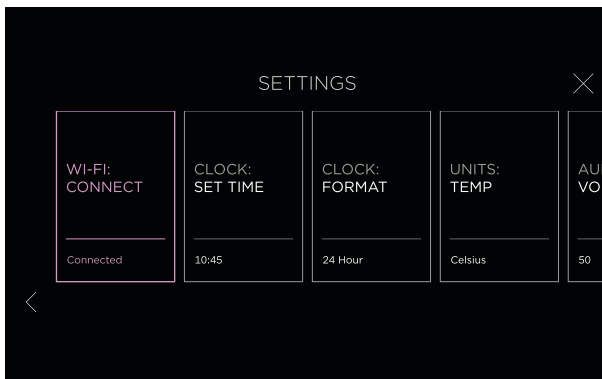 SETTINGS
WI-FI:
CONNECT
Connected
CLOCK:
SET TIME
10:45
CLOCK:
FORMAT
24 Hour
UNITS:
TEMP
Celsius
50